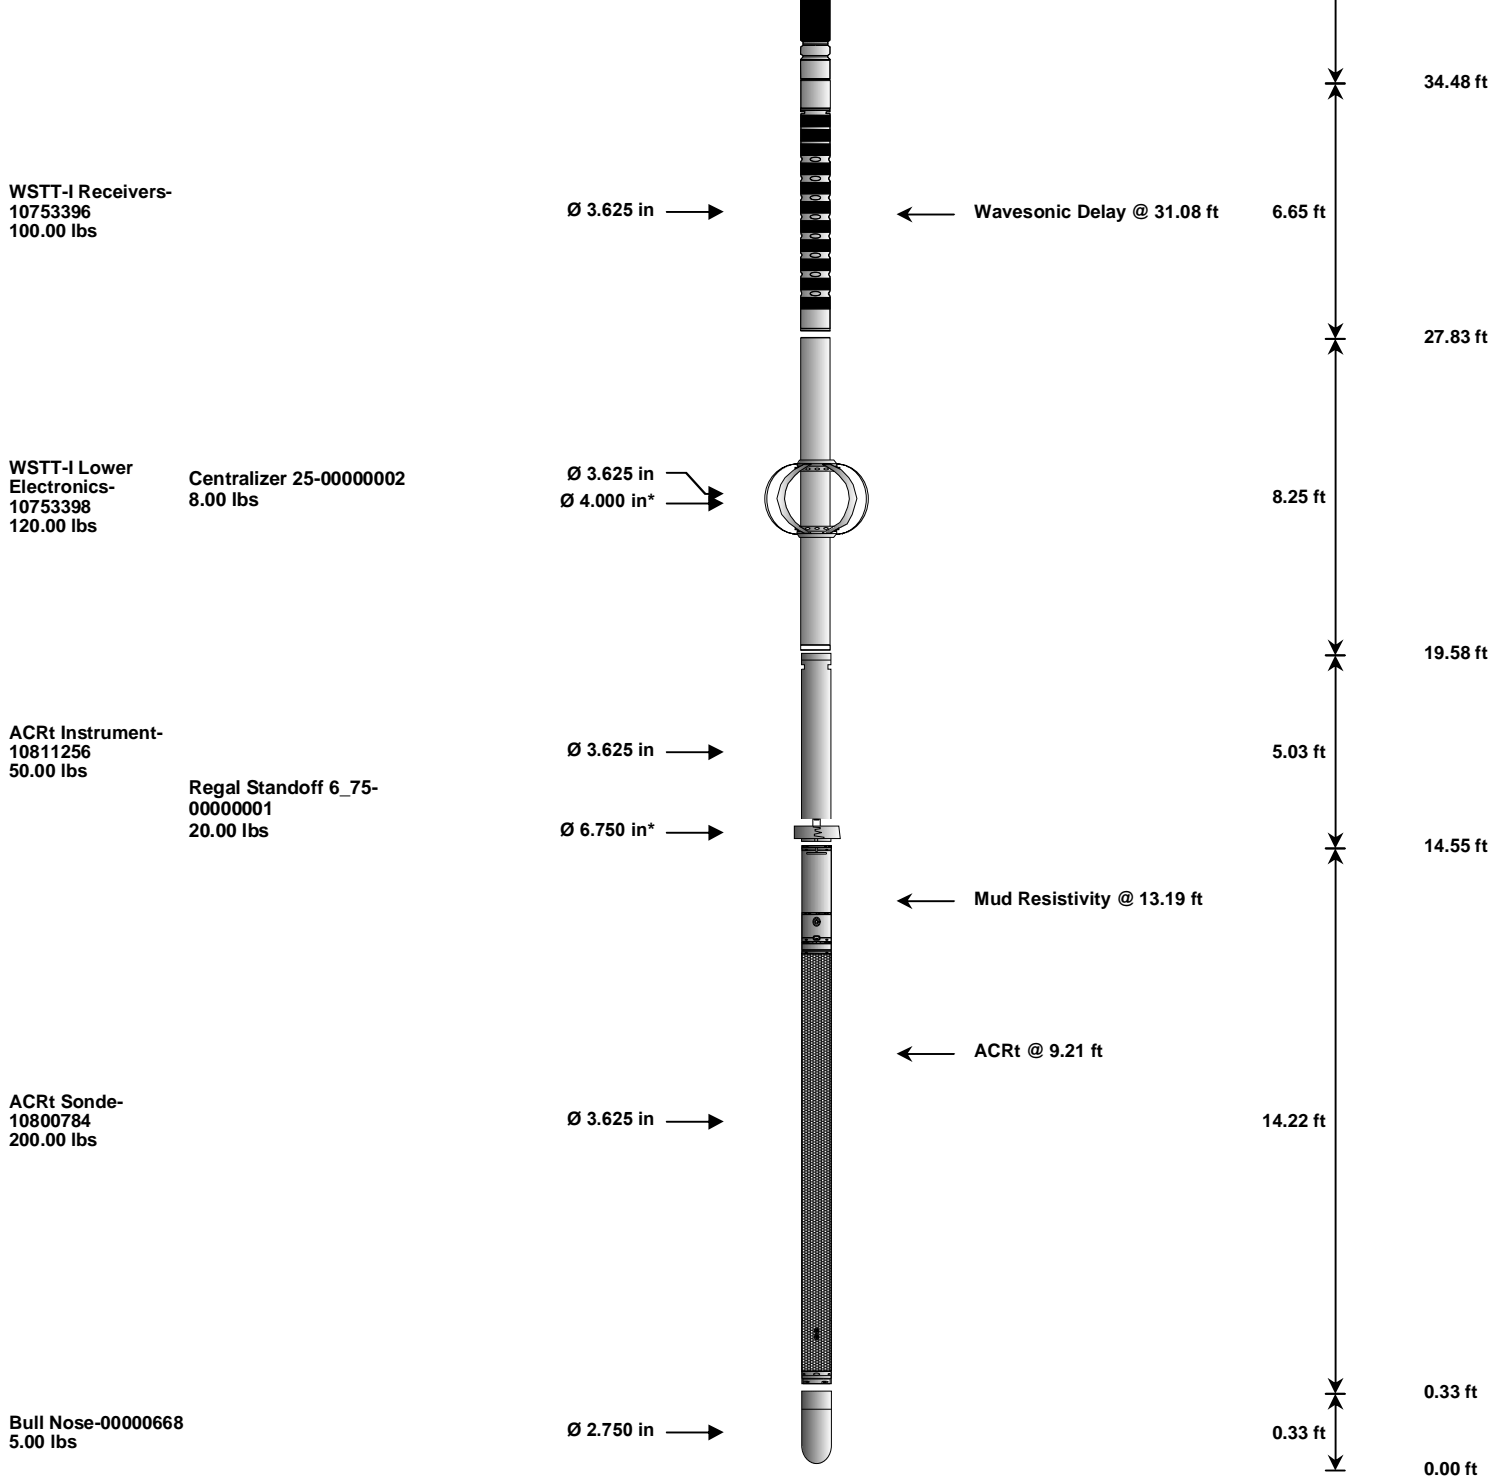 34.48 ft
WSTT-I Receivers-
10753396
100.00 lbs
Ø 3.625 in
Wavesonic Delay @ 31.08 ft
6.65 ft
27.83 ft
WSTT-I Lower
Electronics-
10753398
120.00 lbs
Centralizer 25-00000002
8.00 lbs
Ø 3.625 in
Ø 4.000 in*
8.25 ft
19.58 ft
ACRt Instrument-
10811256
50.00 lbs
Ø 3.625 in
5.03 ft
Regal Standoff 6_75-
00000001
20.00 lbs
Ø 6.750 in*
14.55 ft
Mud Resistivity @ 13.19 ft
ACRt @ 9.21 ft
ACRt Sonde-
10800784
200.00 lbs
Ø 3.625 in
14.22 ft
0.33 ft
Bull Nose-00000668
5.00 lbs
Ø 2.750 in
0.33 ft
0.00 ft